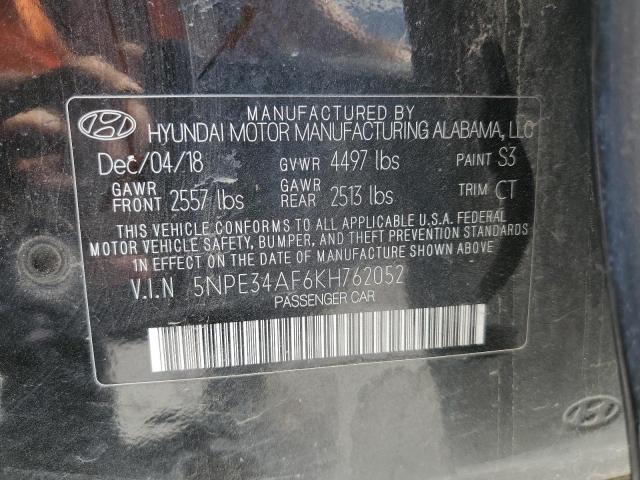 MANUFACTURED BY
HYUNDAI MOTOR MANUFACTURING ALABAMA, LLC
Dec/04/18 GVWR 4497 lbs PAINT S3
GAWR FRONT 2557 lbs GAWR REAR 2513 lbs TRIM CT
THIS VEHICLE CONFORMS TO ALL APPLICABLE U.S.A. FEDERAL
MOTOR VEHICLE SAFETY, BUMPER, AND THEFT PREVENTION STANDARDS
IN EFFECT ON THE DATE OF MANUFACTURE SHOWN ABOVE
V.I.N 5NPE34AF6KH762052
PASSENGER CAR